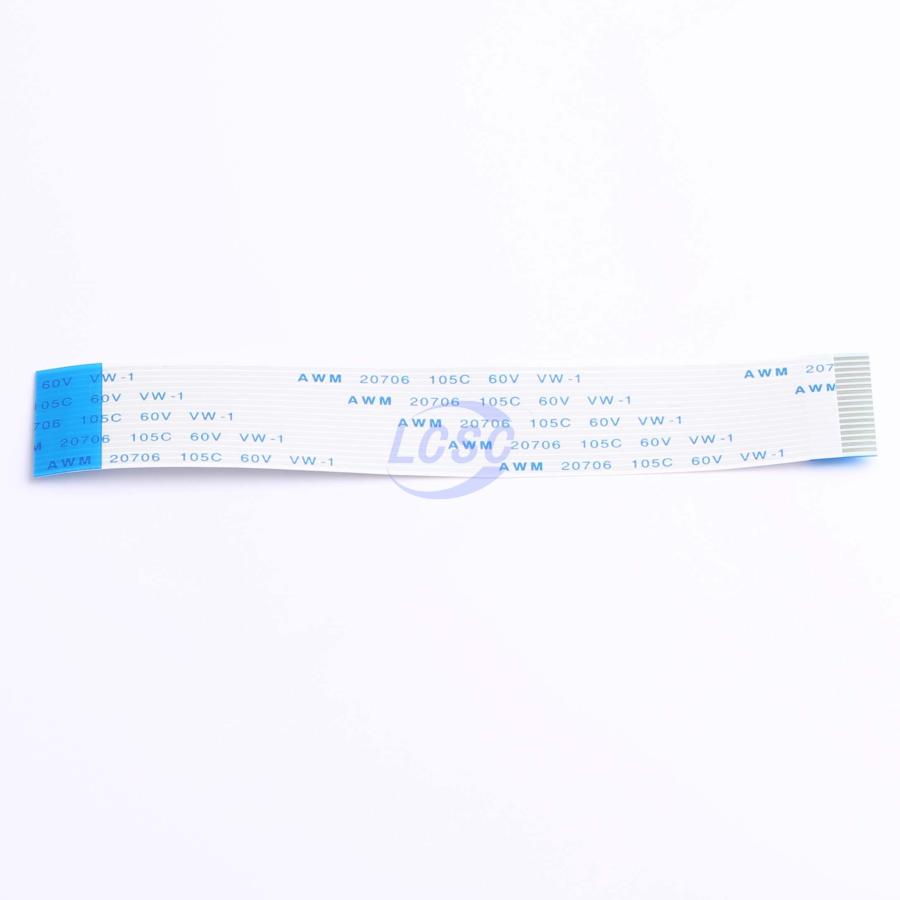 60V VW-1 AWM 20706 105C 60V VW-1 AWM 207
105C 60V VW-1 AWM 20706 105C 60V VW-1 AWM
706 105C 60V VW-1 AWM 20706 105C 60V VW-1
M 20706 105C 60V VW-1 AWM 20706 105C 60V VW-1
AWM 20706 105C 60V VW-1 AWM 20706 105C 60V VW-1
LCSC